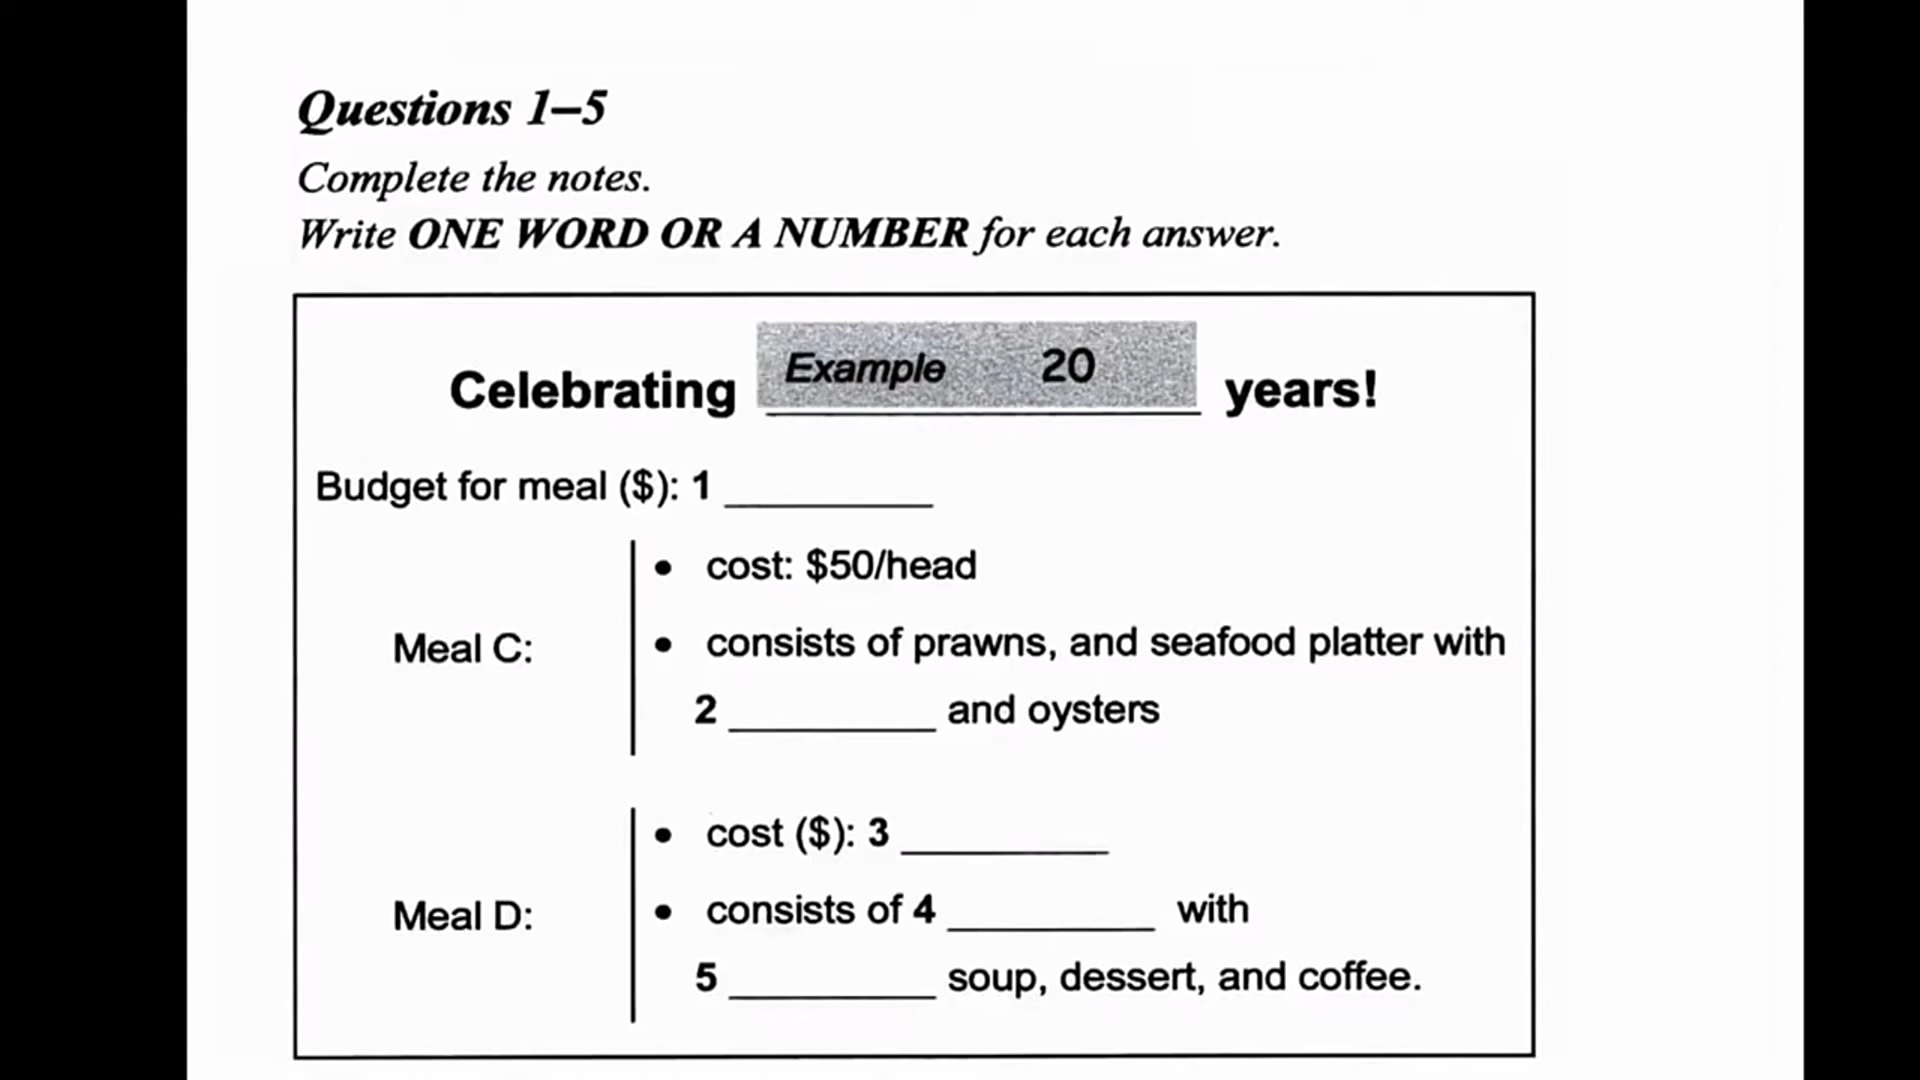 Questions 1–5
Complete the notes.
Write ONE WORD OR A NUMBER for each answer.
Celebrating Example 20 years!
Budget for meal ($): 1 __________
• cost: $50/head
Meal C:
• consists of prawns, and seafood platter with
2 __________ and oysters
• cost ($): 3 __________
• consists of 4 __________ with
Meal D:
5 __________ soup, dessert, and coffee.